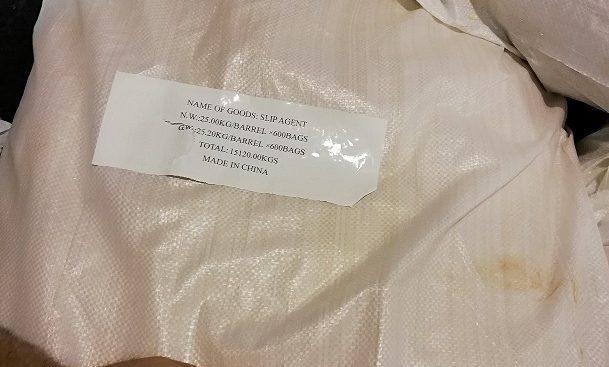 NAME OF GOODS: SLIP AGENT
N.W.:25.00KG/BARREL ×600BAGS
G.W.:25.20KG/BARREL ×600BAGS
TOTAL: 15120.00KGS
MADE IN CHINA